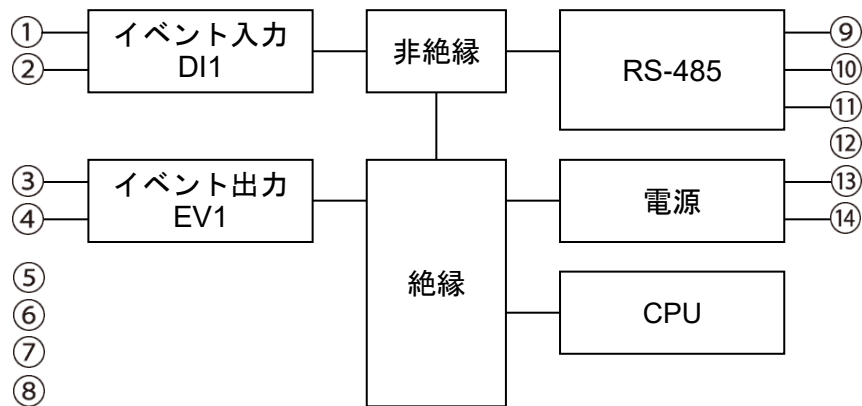 ①
②
イベント入力
DI1
非絶縁
RS-485
⑨
⑩
⑪
⑫
③
④
イベント出力
EV1
絶縁
電源
⑬
⑭
CPU
⑤
⑥
⑦
⑧